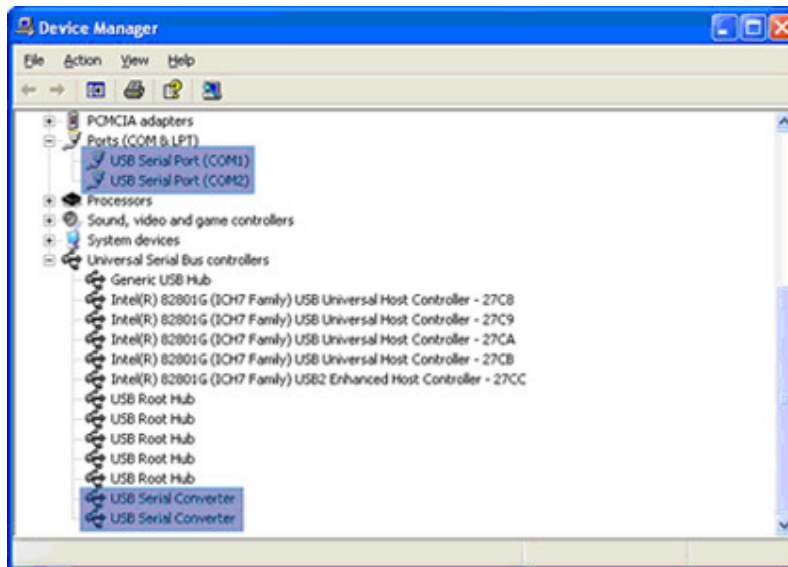 Device Manager
File Action View Help
PCMCIA adapters
Ports (COM & LPT)
USB Serial Port (COM1)
USB Serial Port (COM2)
Processors
Sound, video and game controllers
System devices
Universal Serial Bus controllers
Generic USB Hub
Intel(R) 82801G (ICH7 Family) USB Universal Host Controller - 27C8
Intel(R) 82801G (ICH7 Family) USB Universal Host Controller - 27C9
Intel(R) 82801G (ICH7 Family) USB Universal Host Controller - 27CA
Intel(R) 82801G (ICH7 Family) USB Universal Host Controller - 27CB
Intel(R) 82801G (ICH7 Family) USB2 Enhanced Host Controller - 27CC
USB Root Hub
USB Root Hub
USB Root Hub
USB Root Hub
USB Root Hub
USB Serial Converter
USB Serial Converter